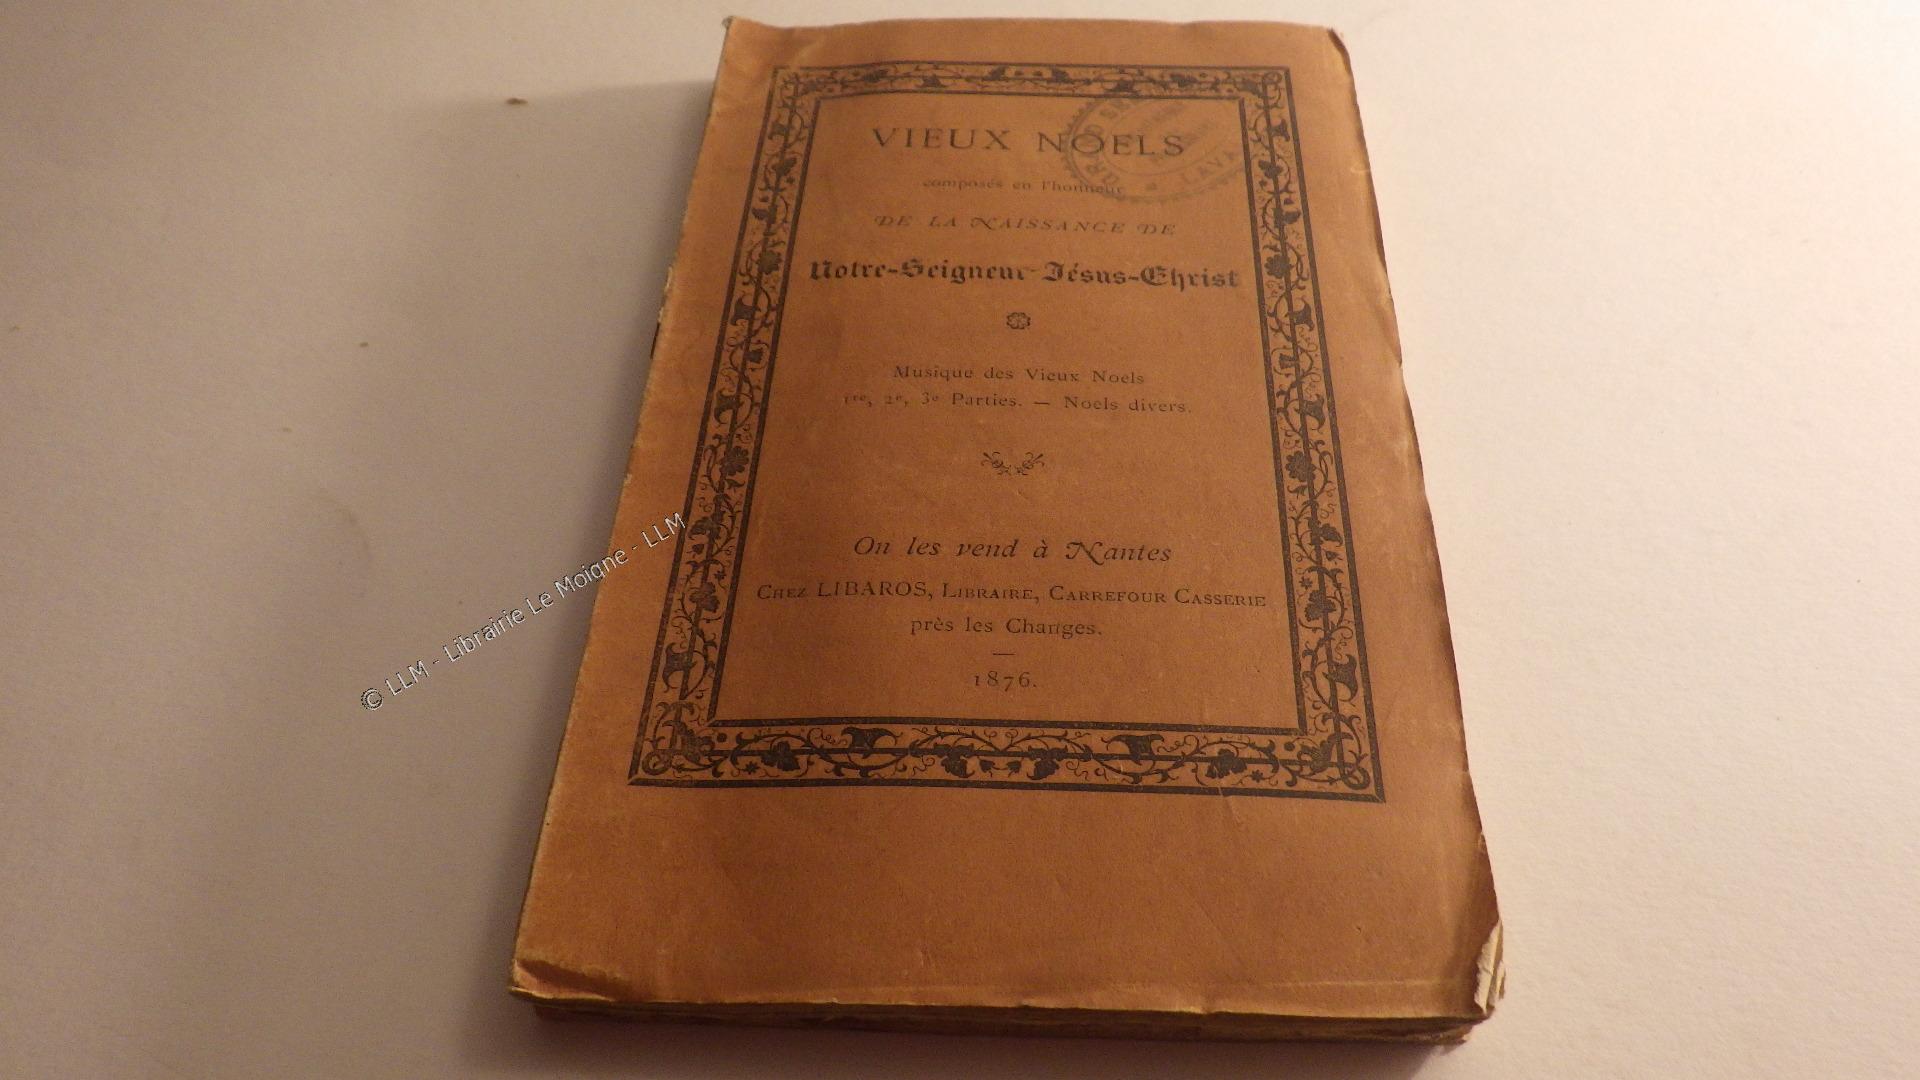 VIEUX NOELS
composés en l'honneur
DE LA NAISSANCE DE
Notre-Seigneur Jésus-Christ
Musique des Vieux Noels
1re, 2e, 3e Parties. — Noels divers.
On les vend à Nantes
CHEZ LIBAROS, LIBRAIRE, CARREFOUR CASSERIE
près les Changes.
1876.
GRAND
LAVA
© LLM - Librairie Le Moigne - LLM